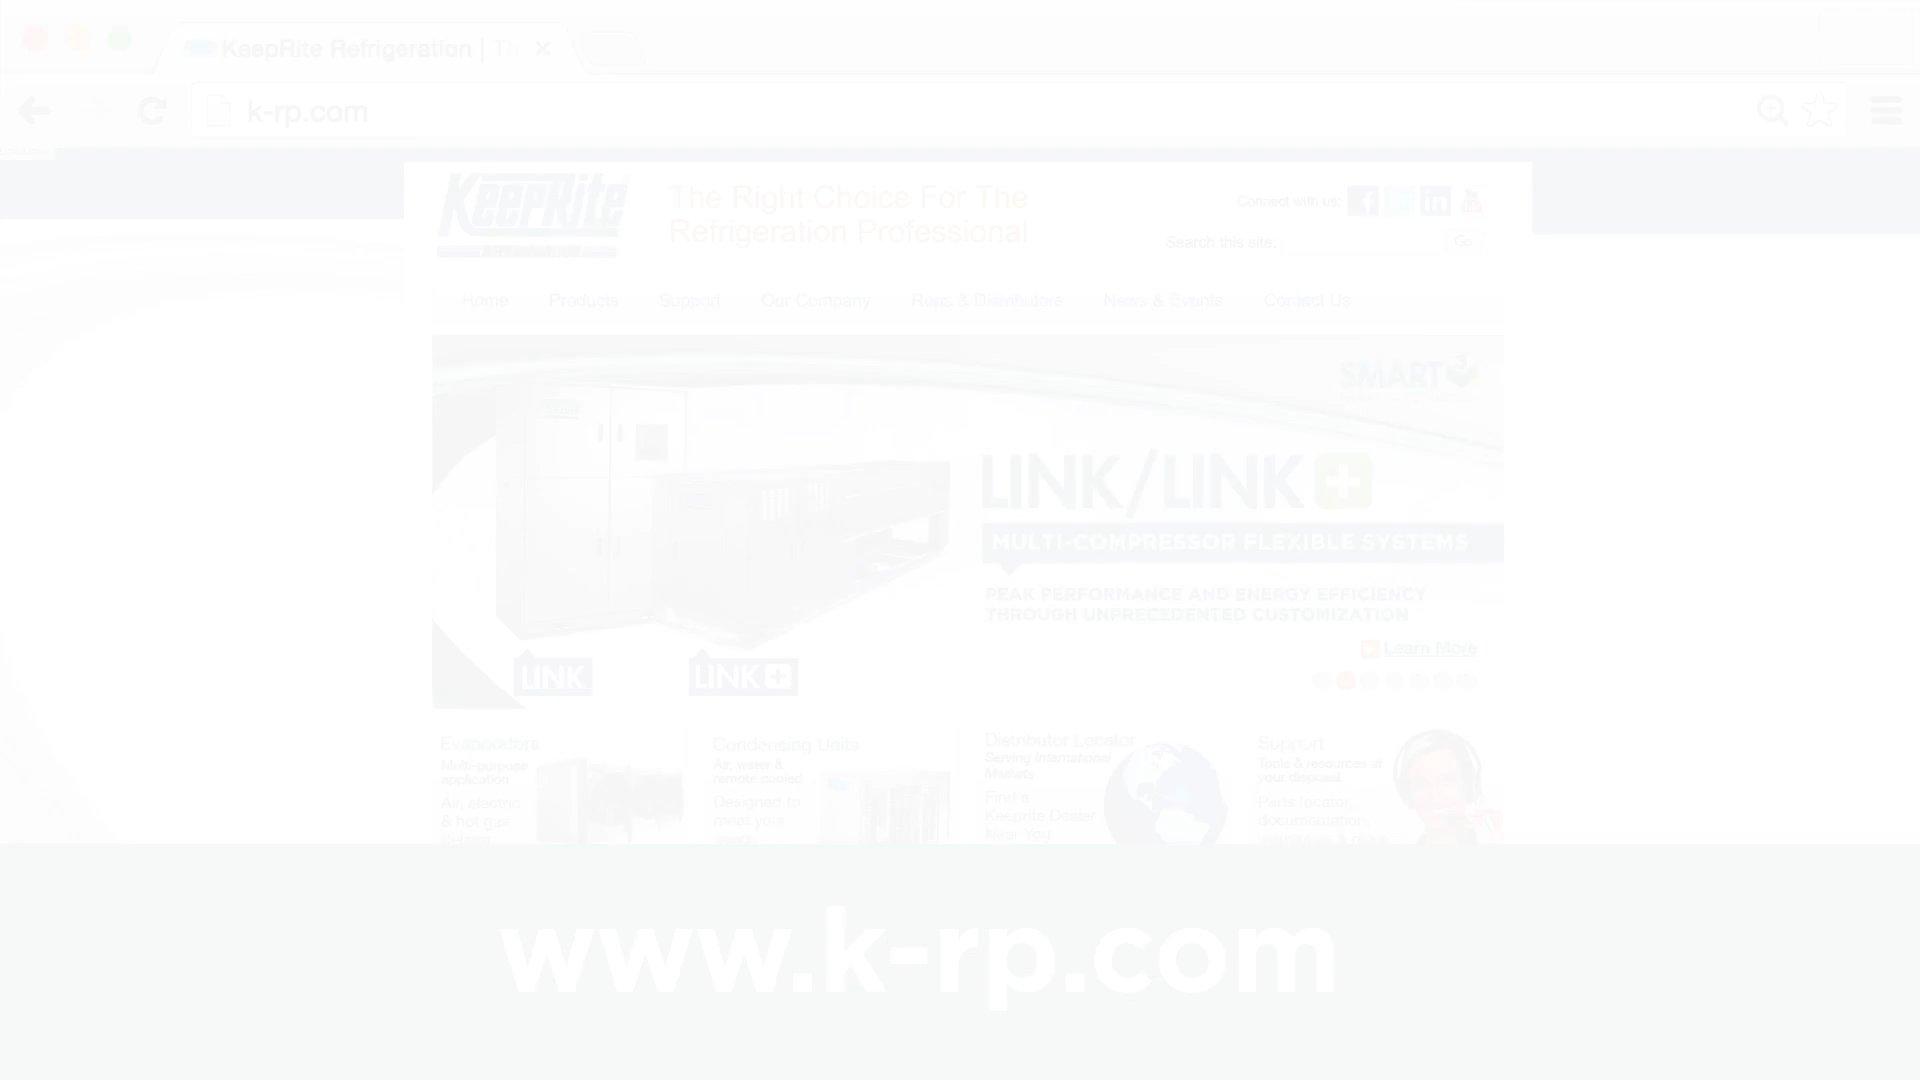 KeepRite Refrigeration | Th
k-rp.com
KeepRite
The Right Choice For The
Refrigeration Professional
Connect with us:
Search this site:
Go
Home Products Support Our Company Reps & Distributors News & Events Contact Us
SMART
LINK/LINK+
MULTI-COMPRESSOR FLEXIBLE SYSTEMS
PEAK PERFORMANCE AND ENERGY EFFICIENCY
THROUGH UNPRECEDENTED CUSTOMIZATION
Learn More
LINK
LINK+
Evaporators
Multi-purpose
application
Air, electric
& hot gas
Condensing Units
Air, water &
remote cooled
Designed to
meet your
Distributor Locator
Serving International
Markets
Find a
Keeprite Dealer
Near You
Support
Tools & resources at
your disposal.
Parts locator,
documentation,
www.k-rp.com